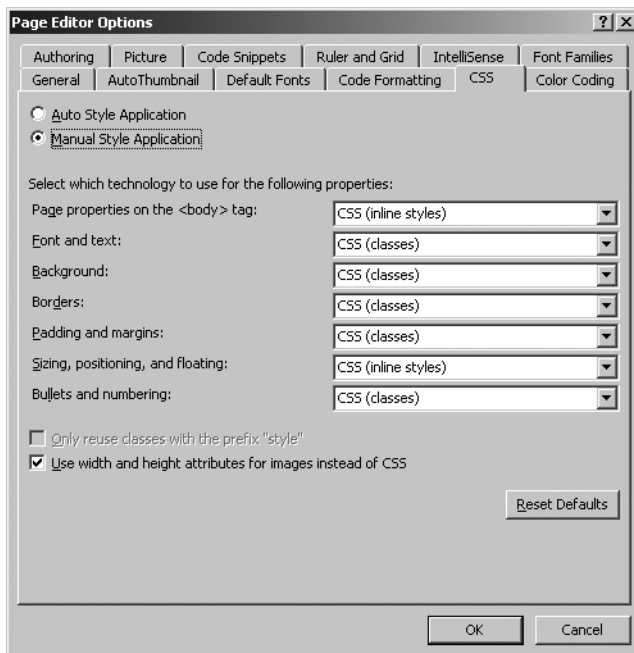 Page Editor Options
Authoring Picture Code Snippets Ruler and Grid IntelliSense Font Families
General AutoThumbnail Default Fonts Code Formatting CSS Color Coding
Auto Style Application
Manual Style Application
Select which technology to use for the following properties:
Page properties on the <body> tag: CSS (inline styles)
Font and text: CSS (classes)
Background: CSS (classes)
Borders: CSS (classes)
Padding and margins: CSS (classes)
Sizing, positioning, and floating: CSS (inline styles)
Bullets and numbering: CSS (classes)
Only reuse classes with the prefix "style"
Use width and height attributes for images instead of CSS
Reset Defaults
OK Cancel